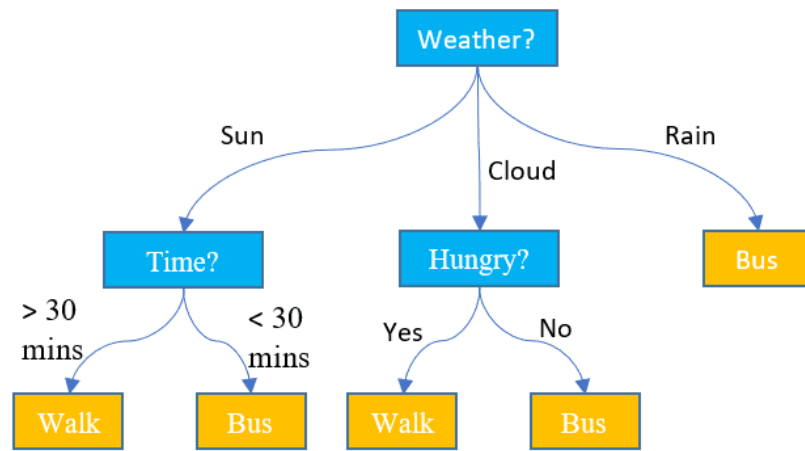 Weather?
Sun
Cloud
Rain
Time?
Hungry?
Bus
> 30
mins
< 30
mins
Yes
No
Walk
Bus
Walk
Bus